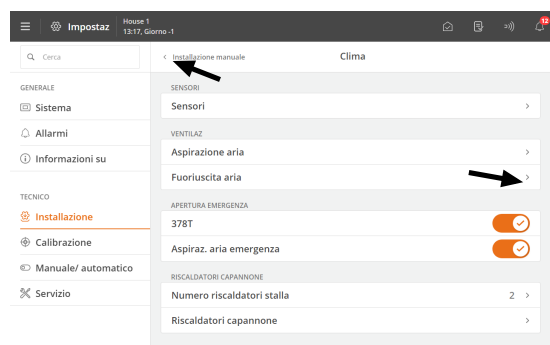 Impostaz
House 1
13:17, Giorno -1
12
Cerca
Installazione manuale
Clima
GENERALE
Sistema
Allarmi
Informazioni su
TECNICO
Installazione
Calibrazione
Manuale/ automatico
Servizio
SENSORI
Sensori
VENTILAZ
Aspirazione aria
Fuoriuscita aria
APERTURA EMERGENZA
378T
Aspiraz. aria emergenza
RISCALDATORI CAPANNONE
Numero riscaldatori stalla 2
Riscaldatori capannone